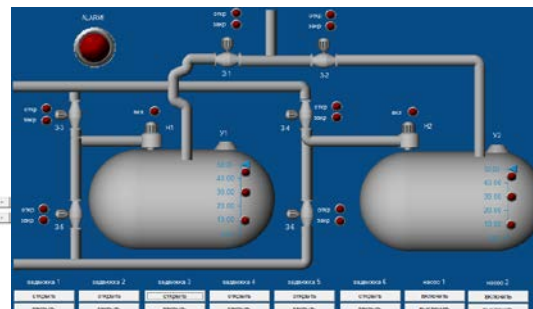 ALARM
откр
закр
откр
закр
З-1
З-2
откр
закр
З-3
вкл
Н1
У1
откр
закр
З-4
вкл
Н2
У2
50.00
40.00
30.00
20.00
10.00
50.00
40.00
30.00
20.00
10.00
откр
закр
откр
закр
задвижка 1
задвижка 2
задвижка 3
задвижка 4
задвижка 5
задвижка 6
насос 1
насос 2
открыть
открыть
открыть
открыть
открыть
открыть
включить
включить